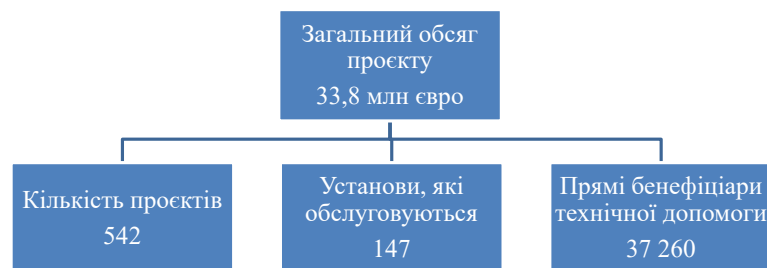 Загальний обсяг
проєкту
33,8 млн євро
Кількість проєктів
542
Установи, які
обслуговуються
147
Прямі бенефіціари
технічної допомоги
37 260